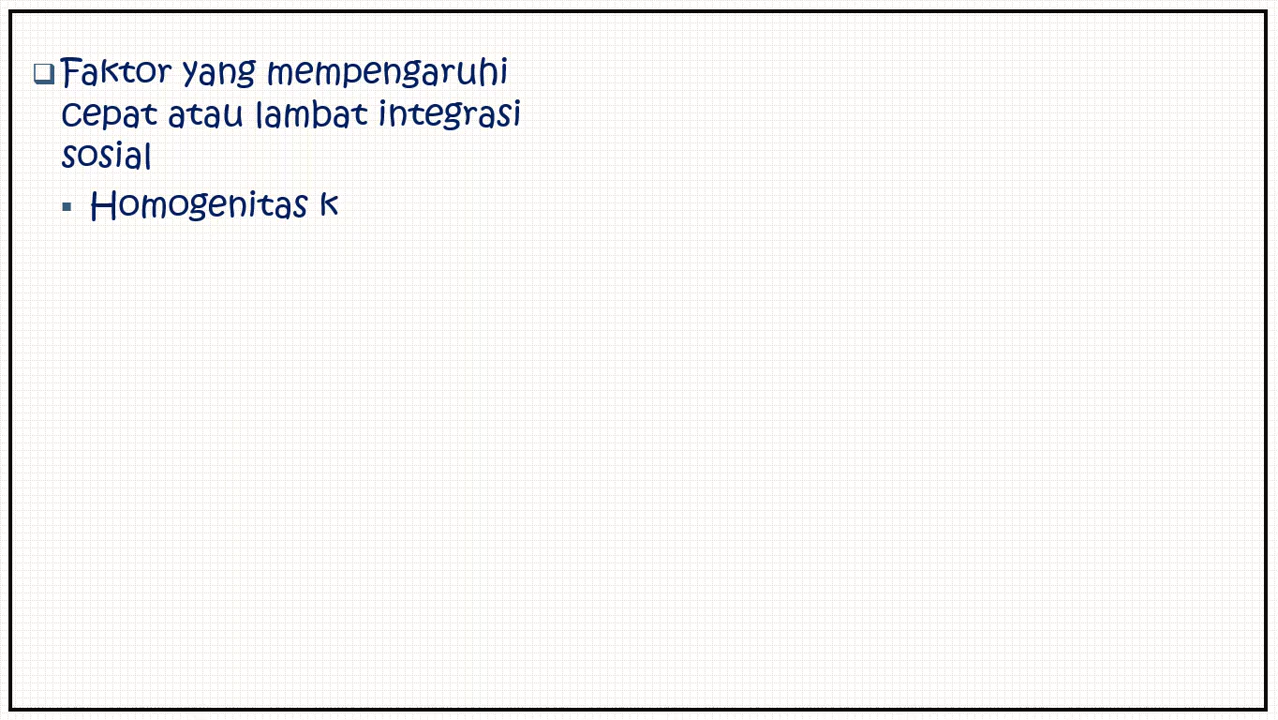 Faktor yang mempengaruhi
cepat atau lambat integrasi
sosial
Homogenitas k